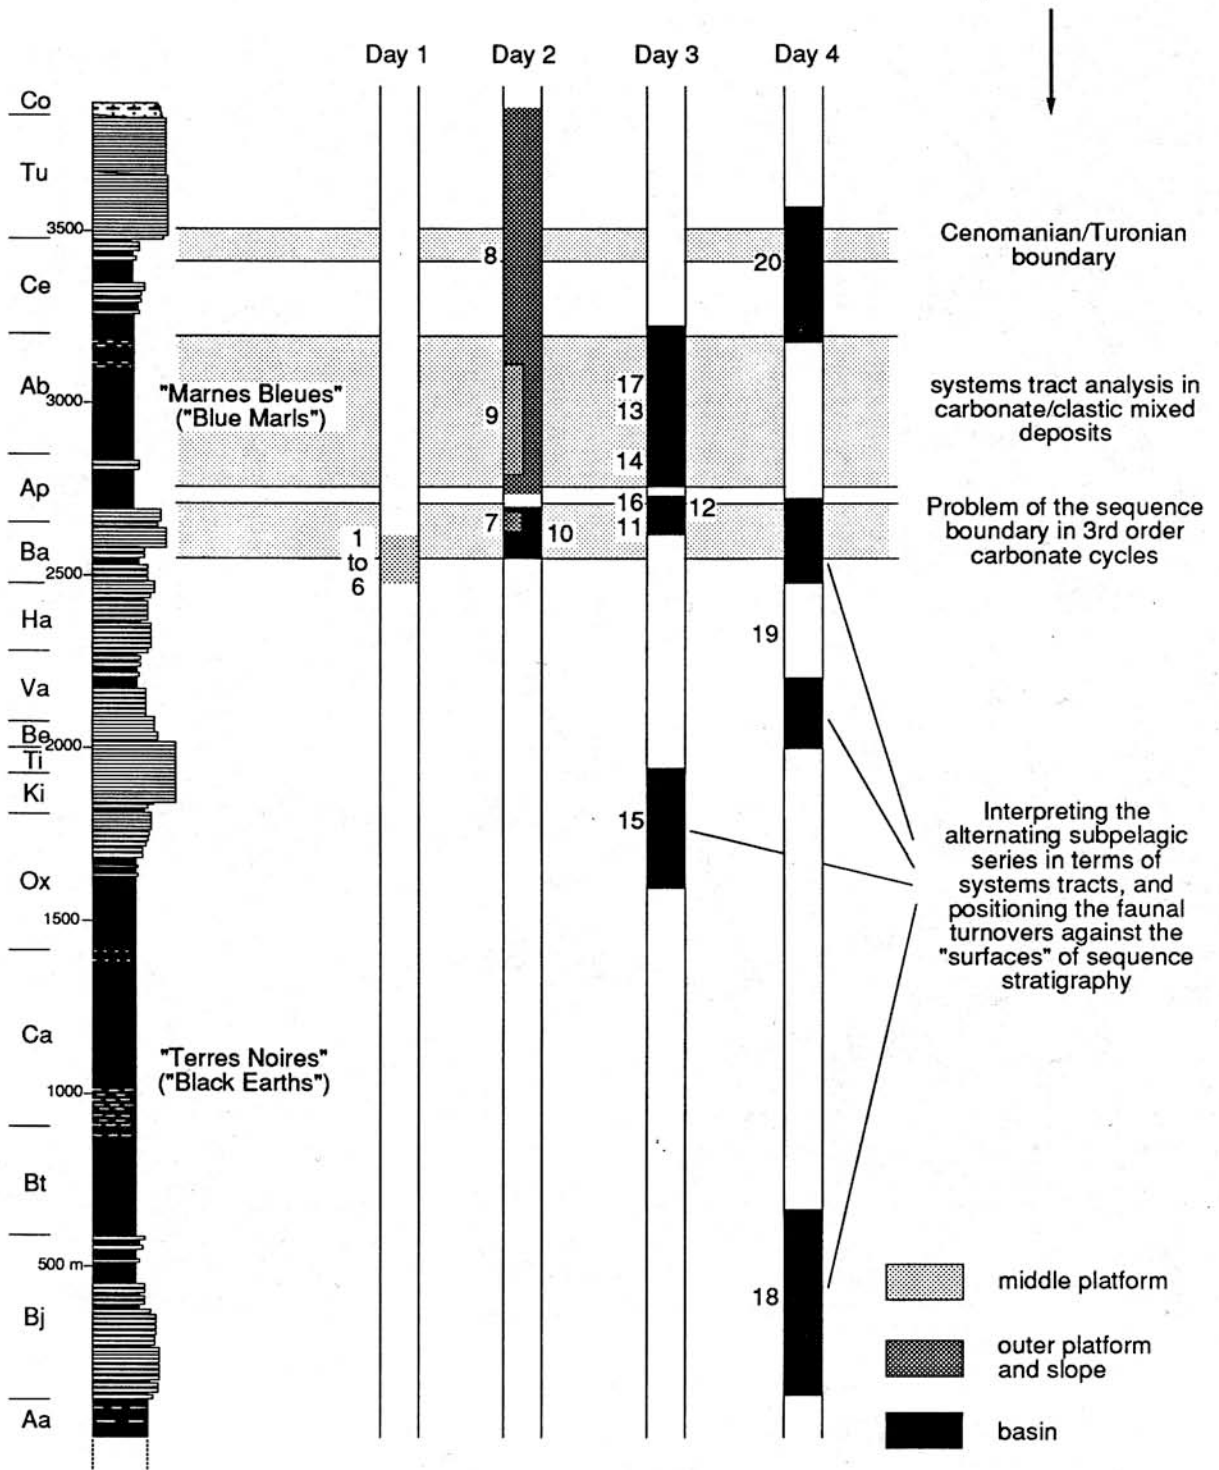 Day 1
Day 2
Day 3
Day 4
Co
Tu
3500
Ce
Ab
3000
Ap
Ba
2500
Ha
Va
Be
2000
Ti
Ki
Ox
1500
Ca
1000
Bt
500 m
Bj
Aa
"Marnes Bleues"
("Blue Marls")
"Terres Noires"
("Black Earths")
1
to
6
8
9
7
10
17
13
14
16
11
12
15
20
19
18
Cenomanian/Turonian
boundary
systems tract analysis in
carbonate/clastic mixed
deposits
Problem of the sequence
boundary in 3rd order
carbonate cycles
Interpreting the
alternating subpelagic
series in terms of
systems tracts, and
positioning the faunal
turnovers against the
"surfaces" of sequence
stratigraphy
middle platform
outer platform
and slope
basin